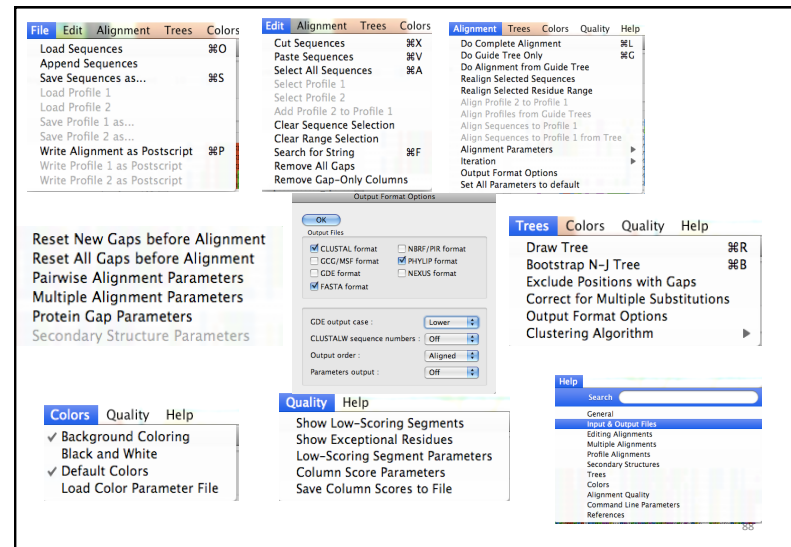 File Edit Alignment Trees Colors
Load Sequences ⌘O
Append Sequences
Save Sequences as... ⌘S
Load Profile 1
Load Profile 2
Save Profile 1 as...
Save Profile 2 as...
Write Alignment as Postscript ⌘P
Write Profile 1 as Postscript
Write Profile 2 as Postscript
Edit Alignment Trees Colors
Cut Sequences ⌘X
Paste Sequences ⌘V
Select All Sequences ⌘A
Select Profile 1
Select Profile 2
Add Profile 2 to Profile 1
Clear Sequence Selection
Clear Range Selection
Search for String ⌘F
Remove All Gaps
Remove Gap-Only Columns
Alignment Trees Colors Quality Help
Do Complete Alignment ⌘L
Do Guide Tree Only ⌘G
Do Alignment from Guide Tree
Realign Selected Sequences
Realign Selected Residue Range
Align Profile 2 to Profile 1
Align Profiles from Guide Trees
Align Sequences to Profile 1
Align Sequences to Profile 1 from Tree
Alignment Parameters
Iteration
Output Format Options
Set All Parameters to default
Reset New Gaps before Alignment
Reset All Gaps before Alignment
Pairwise Alignment Parameters
Multiple Alignment Parameters
Protein Gap Parameters
Secondary Structure Parameters
Output Format Options
OK
Output Files
CLUSTAL format NBRF/PIR format
GCG/MSF format PHYLIP format
GDE format NEXUS format
FASTA format
GDE output case : Lower
CLUSTALW sequence numbers : Off
Output order : Aligned
Parameters output : Off
Trees Colors Quality Help
Draw Tree ⌘R
Bootstrap N-J Tree ⌘B
Exclude Positions with Gaps
Correct for Multiple Substitutions
Output Format Options
Clustering Algorithm
Colors Quality Help
✓ Background Coloring
Black and White
✓ Default Colors
Load Color Parameter File
Quality Help
Show Low-Scoring Segments
Show Exceptional Residues
Low-Scoring Segment Parameters
Column Score Parameters
Save Column Scores to File
Help
Search
General
Input & Output Files
Editing Alignments
Multiple Alignments
Profile Alignments
Secondary Structures
Trees
Colors
Alignment Quality
Command Line Parameters
References
88